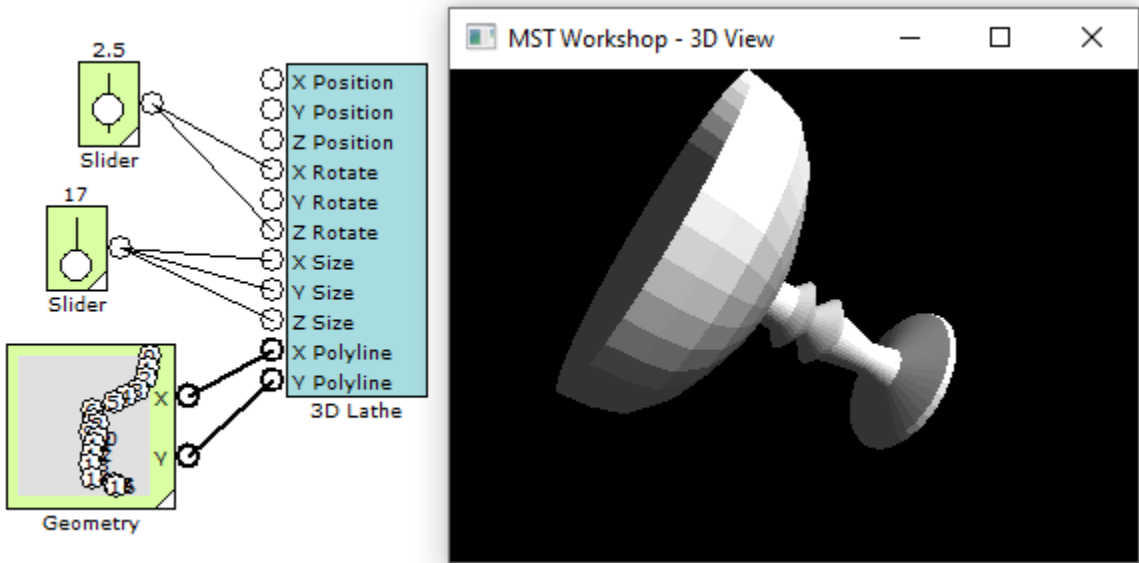 2.5
Slider
17
Slider
X
Y
Geometry
X Position
Y Position
Z Position
X Rotate
Y Rotate
Z Rotate
X Size
Y Size
Z Size
X Polyline
Y Polyline
3D Lathe
MST Workshop - 3D View